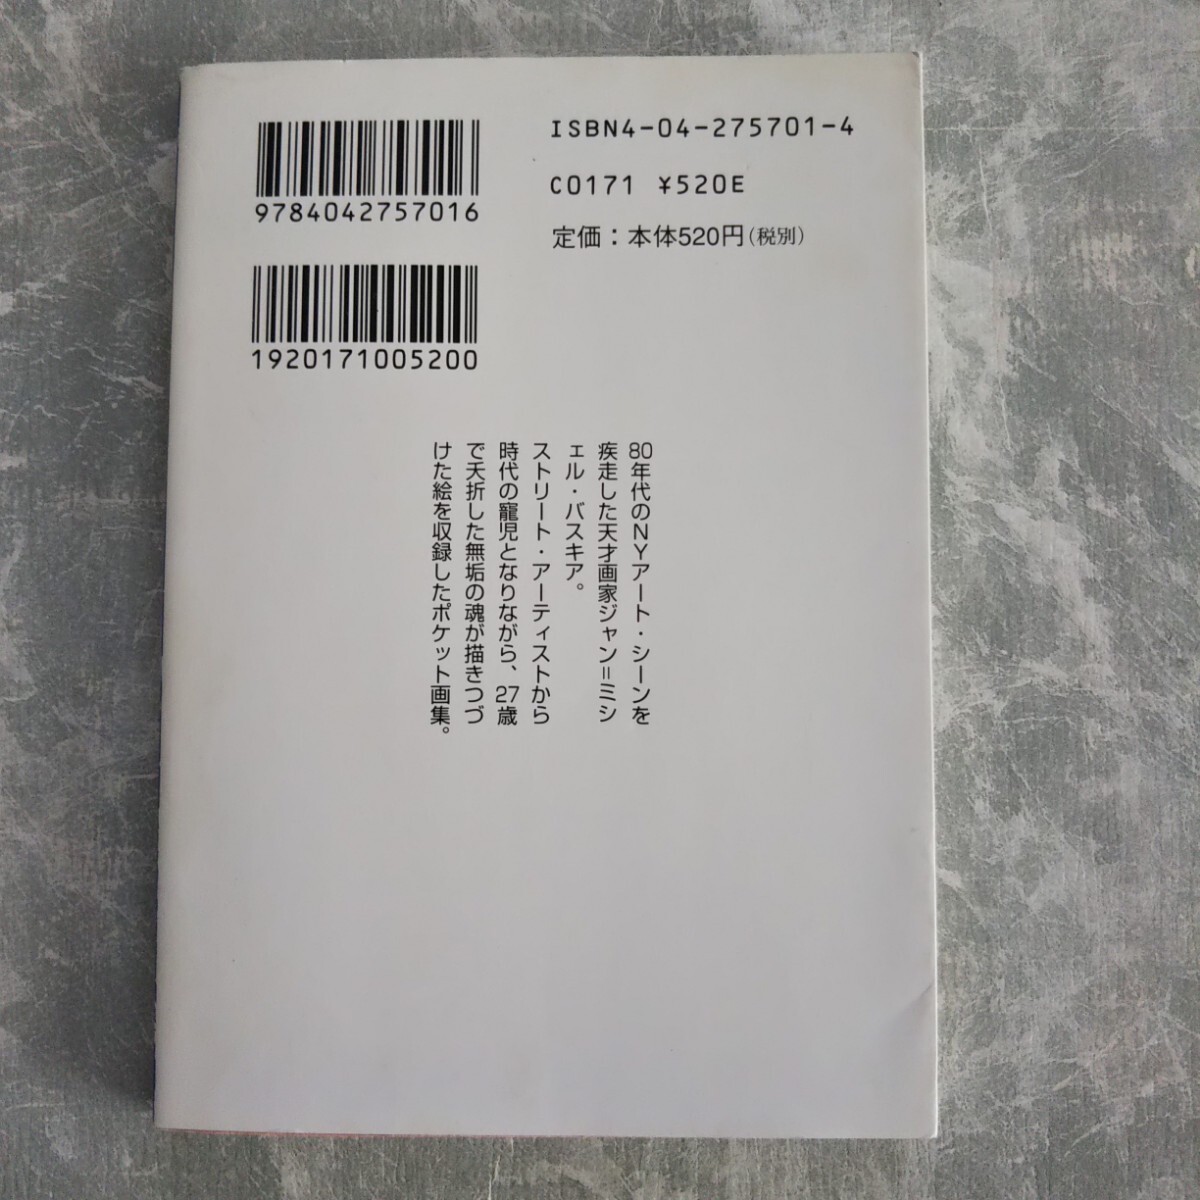 9784042757016
1920171005200
ISBN4-04-275701-4
C0171 ¥520E
定価：本体520円（税別）
80年代のNYアート・シーンを
疾走した天才画家ジャン＝ミシ
ェル・バスキア。
ストリート・アーティストから
時代の寵児となりながら、27歳
で夭折した無垢の魂が描きつづ
けた絵を収録したポケット画集。